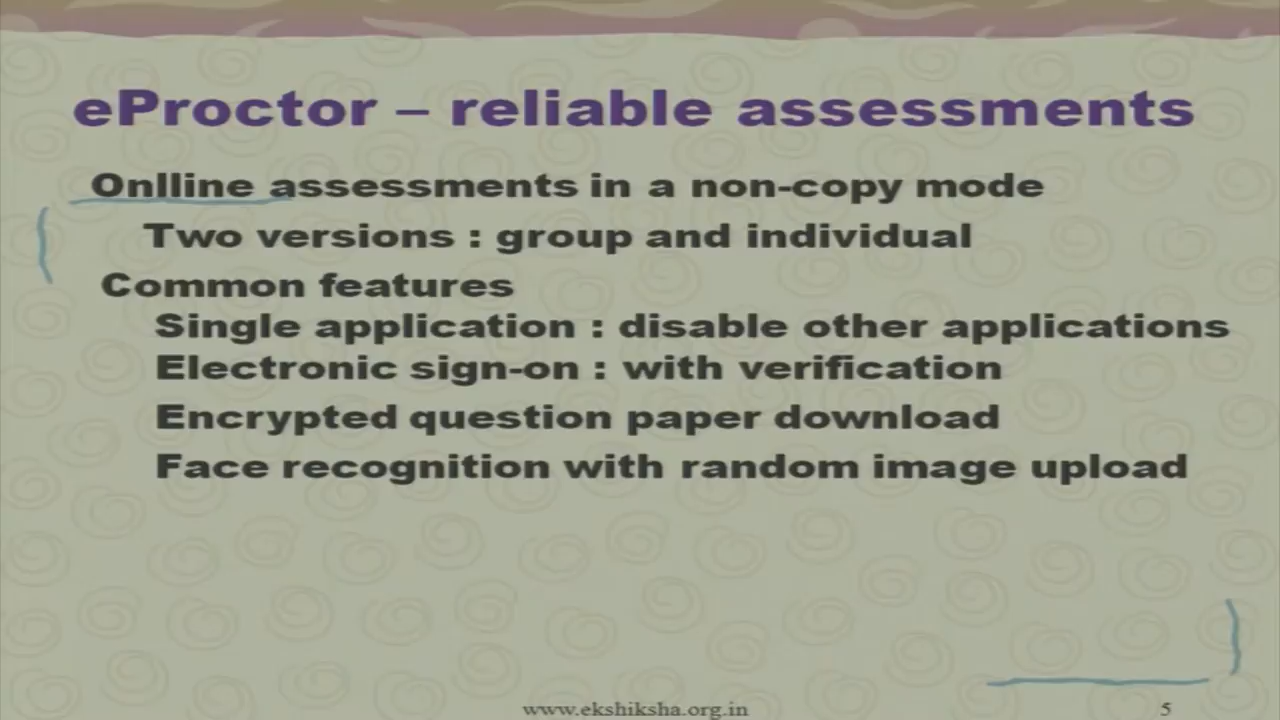 eProctor – reliable assessments
Onlline assessments in a non-copy mode
Two versions : group and individual
Common features
Single application : disable other applications
Electronic sign-on : with verification
Encrypted question paper download
Face recognition with random image upload
www.ekshiksha.org.in
5